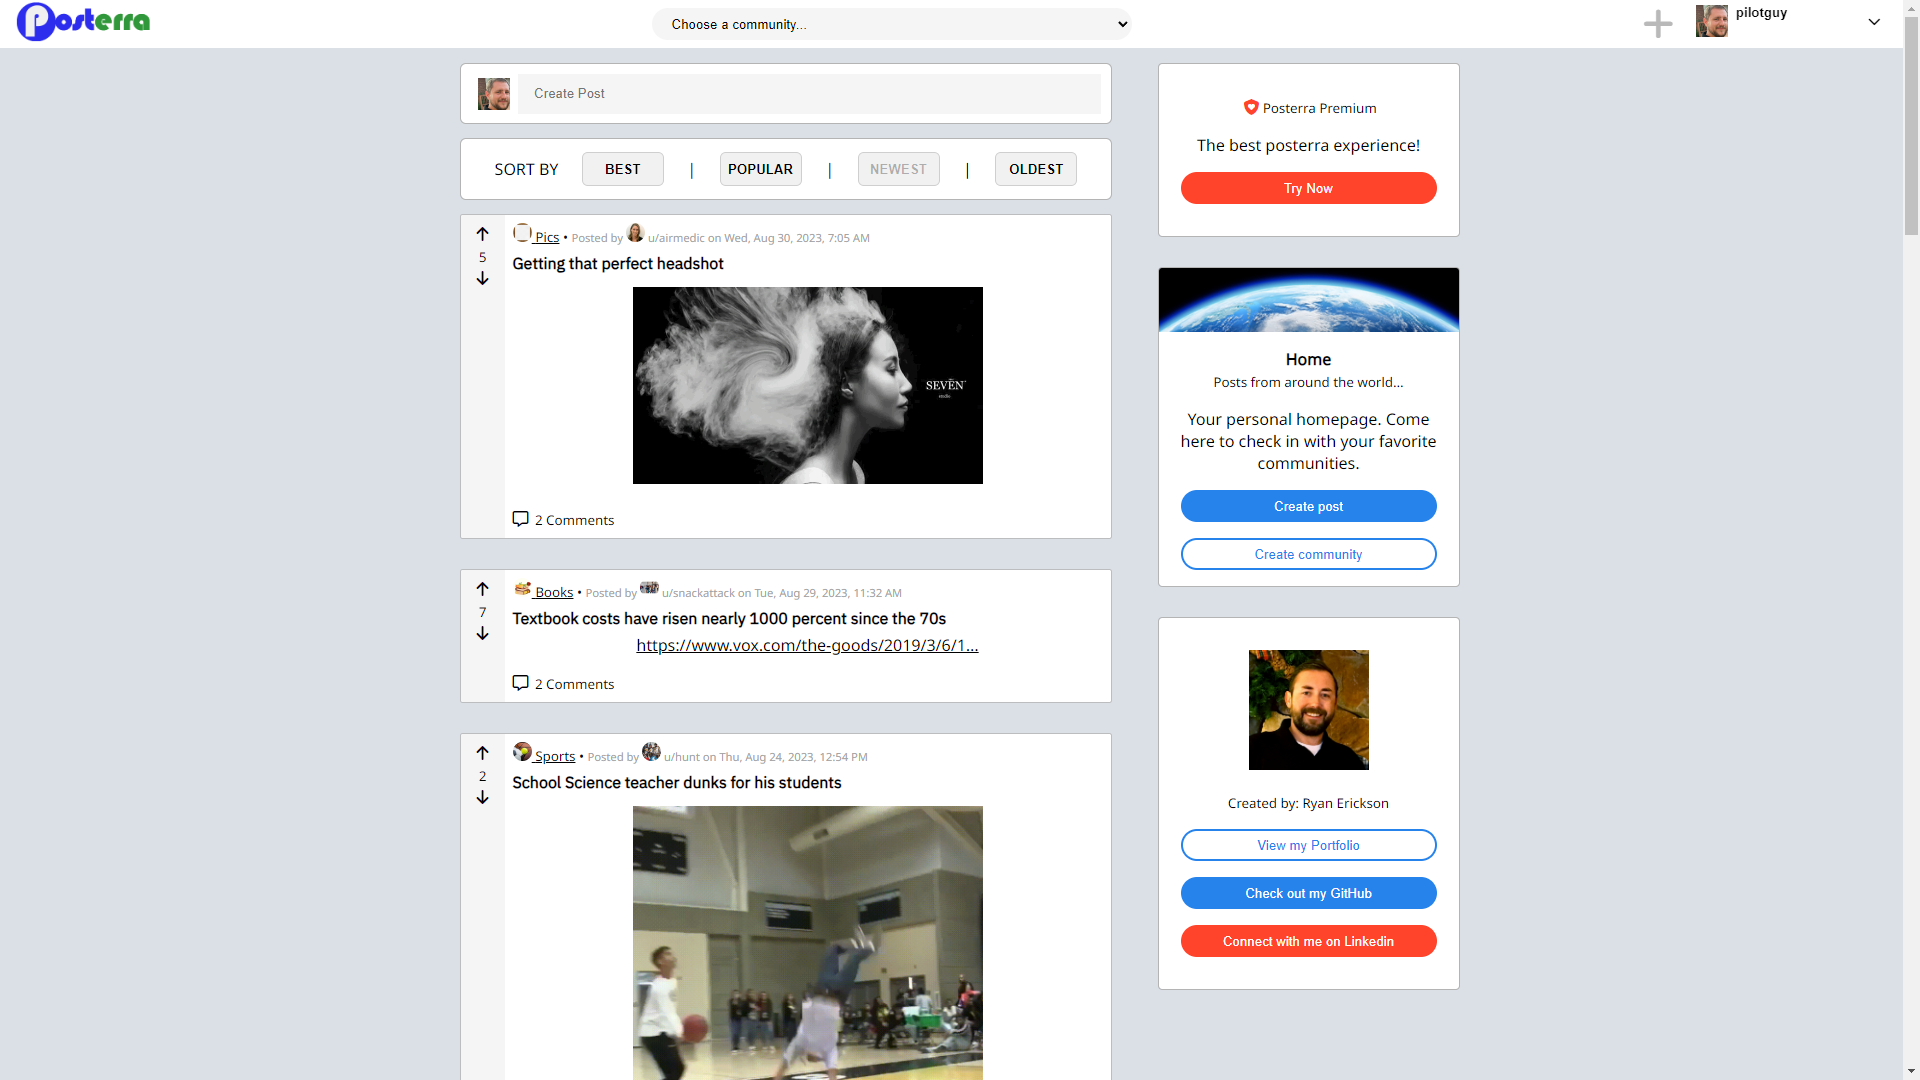 Posterra
Choose a community...
pilotguy
Create Post
SORT BY BEST | POPULAR | NEWEST | OLDEST
5
Pics • Posted by u/airmedic on Wed, Aug 30, 2023, 7:05 AM
Getting that perfect headshot
SEVEN
studio
2 Comments
7
Books • Posted by u/snackattack on Tue, Aug 29, 2023, 11:32 AM
Textbook costs have risen nearly 1000 percent since the 70s
https://www.vox.com/the-goods/2019/3/6/1...
2 Comments
2
Sports • Posted by u/hunt on Thu, Aug 24, 2023, 12:54 PM
School Science teacher dunks for his students
Posterra Premium
The best posterra experience!
Try Now
Home
Posts from around the world...
Your personal homepage. Come
here to check in with your favorite
communities.
Create post
Create community
Created by: Ryan Erickson
View my Portfolio
Check out my GitHub
Connect with me on Linkedin